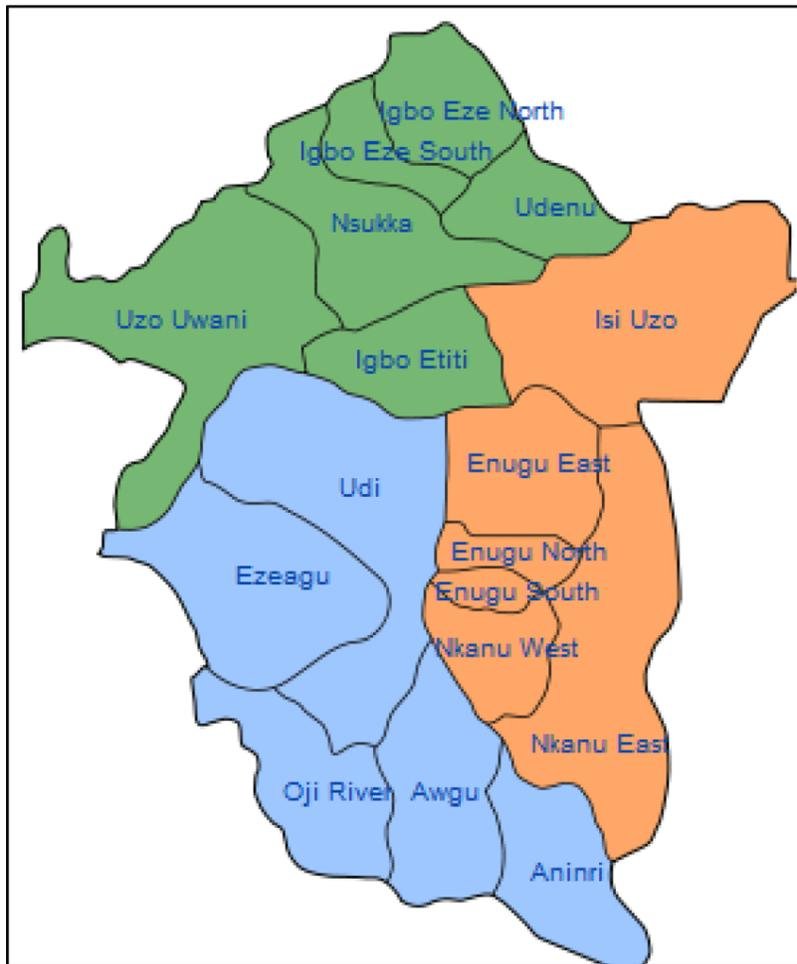 Igbo Eze North
Igbo Eze South
Udenu
Nsukka
Uzo Uwani
Isi Uzo
Igbo Etiti
Enugu East
Udi
Enugu North
Ezeagu
Enugu South
Nkanu West
Nkanu East
Oji River
Awgu
Aninri